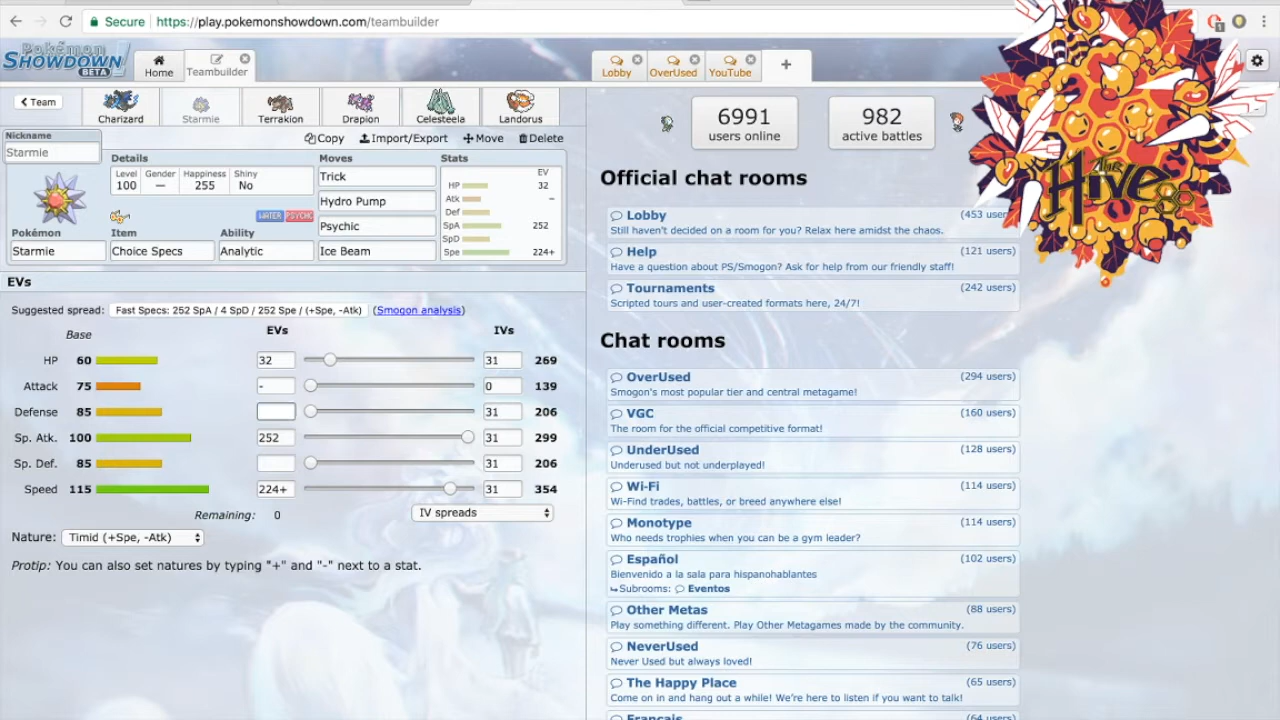 Secure https://play.pokemonshowdown.com/teambuilder
1
Pokémon
SHOWDOWN!
BETA
Home
Teambuilder
Lobby
OverUsed
YouTube
+
< Team
Charizard
Starmie
Terrakion
Drapion
Celesteela
Landorus
Copy
Import/Export
Move
Delete
Nickname
Starmie
Details
Level
100
Gender
—
Happiness
255
Shiny
No
WATER PSYCHIC
Pokémon
Starmie
Item
Choice Specs
Ability
Analytic
Moves
Trick
Hydro Pump
Psychic
Ice Beam
Stats
EV
HP 32
Atk –
Def
SpA 252
SpD
Spe 224+
EVs
Suggested spread: Fast Specs: 252 SpA / 4 SpD / 252 Spe / (+Spe, -Atk) (Smogon analysis)
Base EVs IVs
HP 60 32 31 269
Attack 75 - 0 139
Defense 85 31 206
Sp. Atk. 100 252 31 299
Sp. Def. 85 31 206
Speed 115 224+ 31 354
Remaining: 0
IV spreads
Nature: Timid (+Spe, -Atk)
Protip: You can also set natures by typing "+" and "-" next to a stat.
6991
users online
982
active battles
Official chat rooms
Lobby (453 users)
Still haven't decided on a room for you? Relax here amidst the chaos.
Help (121 users)
Have a question about PS/Smogon? Ask for help from our friendly staff!
Tournaments (242 users)
Scripted tours and user-created formats here, 24/7!
Chat rooms
OverUsed (294 users)
Smogon's most popular tier and central metagame!
VGC (160 users)
The room for the official competitive format!
UnderUsed (128 users)
Underused but not underplayed!
Wi-Fi (114 users)
Wi-Find trades, battles, or breed anywhere else!
Monotype (114 users)
Who needs trophies when you can be a gym leader?
Español (102 users)
Bienvenido a la sala para hispanohablantes
Subrooms: Eventos
Other Metas (88 users)
Play something different. Play Other Metagames made by the community.
NeverUsed (76 users)
Never Used but always loved!
The Happy Place (65 users)
Come on in and hang out a while! We're here to listen if you want to talk!
Français (64 users)
Hive